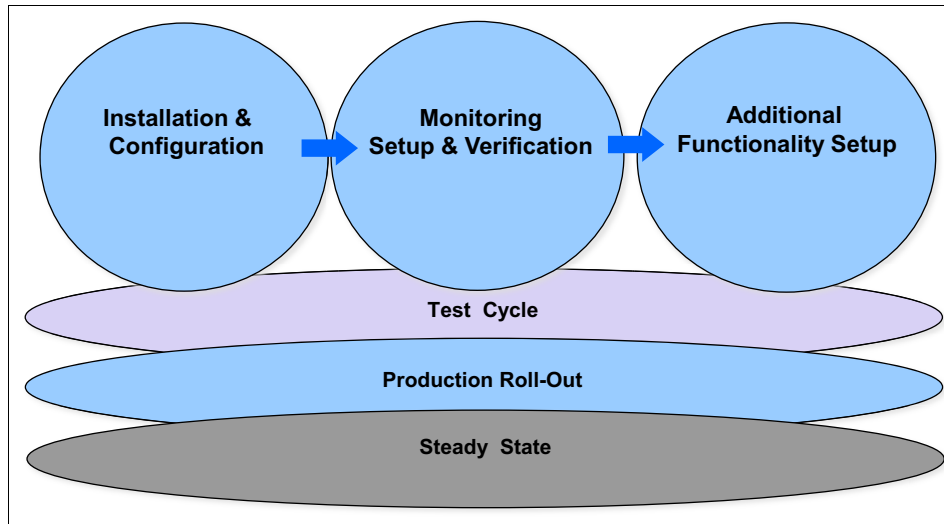 Installation &
Configuration
Monitoring
Setup & Verification
Additional
Functionality Setup
Test Cycle
Production Roll-Out
Steady State